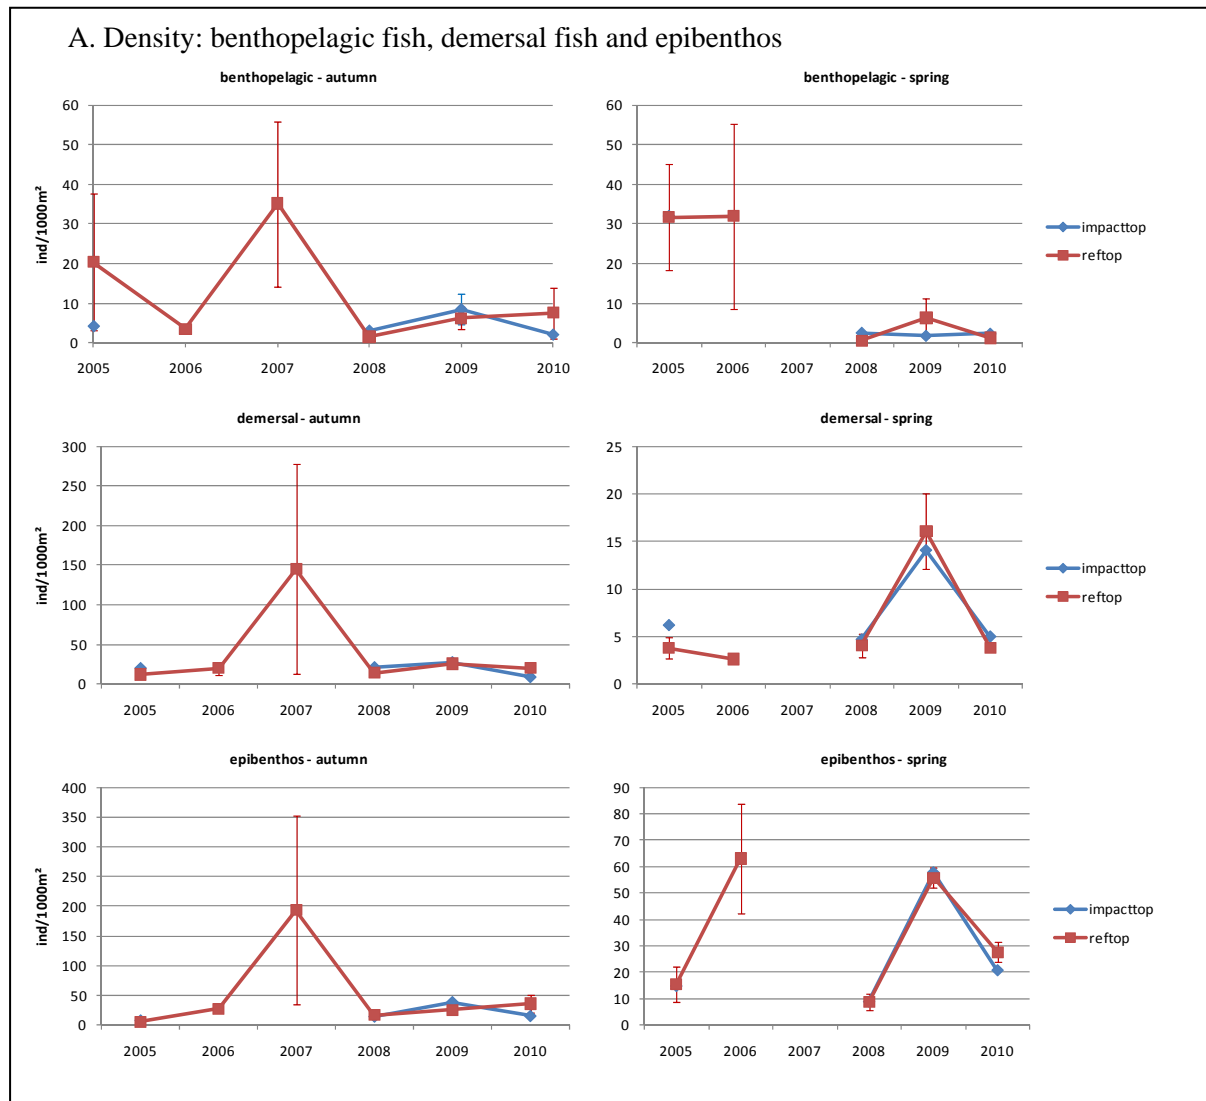 A. Density: benthopelagic fish, demersal fish and epibenthos
benthopelagic - autumn
ind/1000m²
60
50
40
30
20
10
0
2005 2006 2007 2008 2009 2010
benthopelagic - spring
60
50
40
30
20
10
0
2005 2006 2007 2008 2009 2010
impacttop
reftop
demersal - autumn
ind/1000m²
300
250
200
150
100
50
0
2005 2006 2007 2008 2009 2010
demersal - spring
25
20
15
10
5
0
2005 2006 2007 2008 2009 2010
impacttop
reftop
epibenthos - autumn
ind/1000m²
400
350
300
250
200
150
100
50
0
2005 2006 2007 2008 2009 2010
epibenthos - spring
90
80
70
60
50
40
30
20
10
0
2005 2006 2007 2008 2009 2010
impacttop
reftop